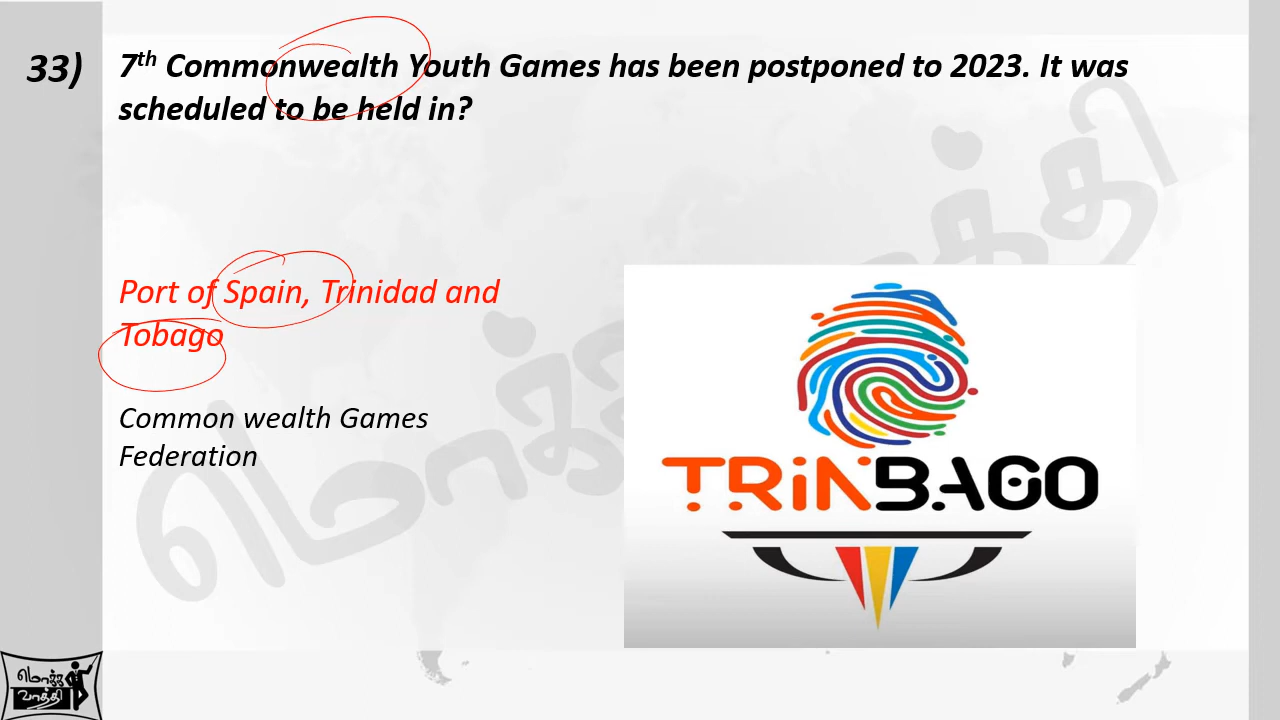 33)
7th Commonwealth Youth Games has been postponed to 2023. It was
scheduled to be held in?
Port of Spain, Trinidad and
Tobago
Common wealth Games
Federation
TRiNBAGO
மொக்க
வாத்தி